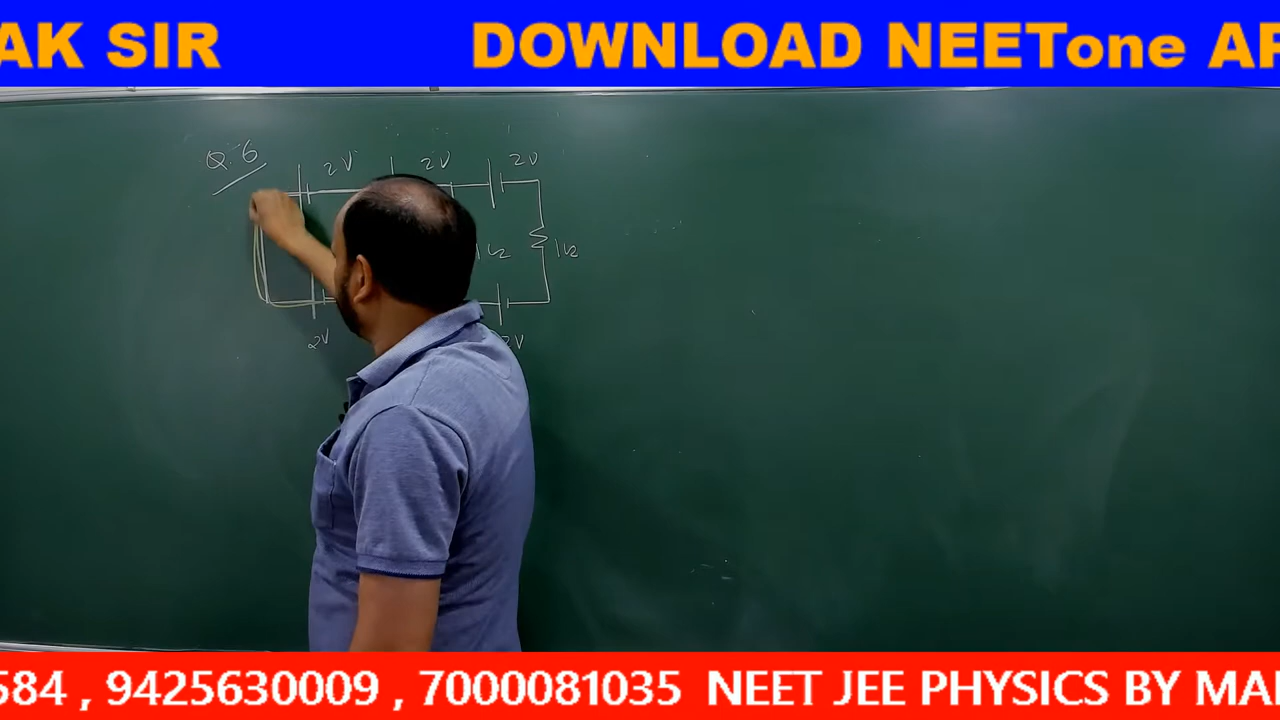 AK SIR DOWNLOAD NEETone AP
Q.6
2V 2V 2V
1Ω
2V 2V
584 , 9425630009 , 7000081035 NEET JEE PHYSICS BY MA